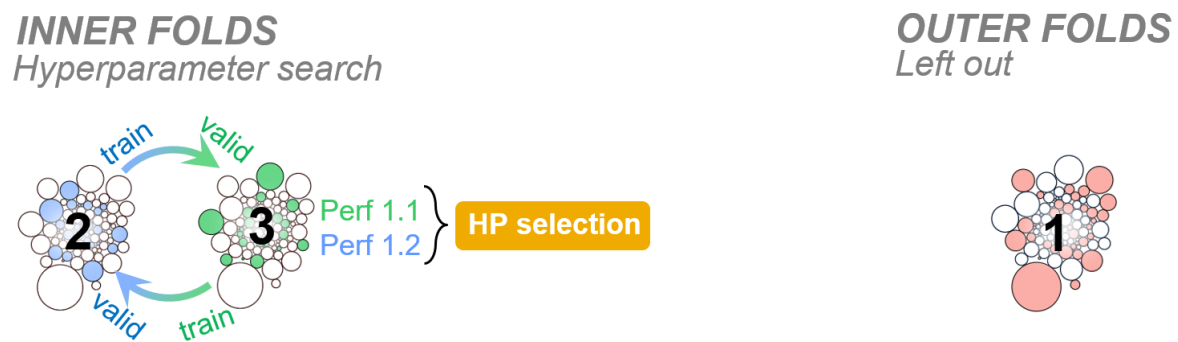 INNER FOLDS
Hyperparameter search
OUTER FOLDS
Left out
train
valid
2
3
Perf 1.1
Perf 1.2
HP selection
1
valid
train